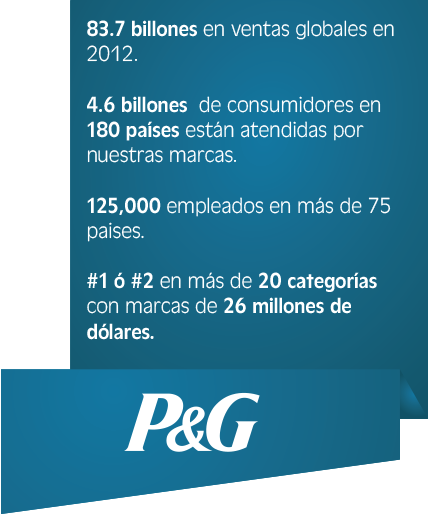 83.7 billones en ventas globales en
2012.
4.6 billones  de consumidores en
180 países están atendidas por
nuestras marcas.
125,000 empleados en más de 75
paises.
#1 ó #2 en más de 20 categorías
con marcas de 26 millones de
dólares.
P&G